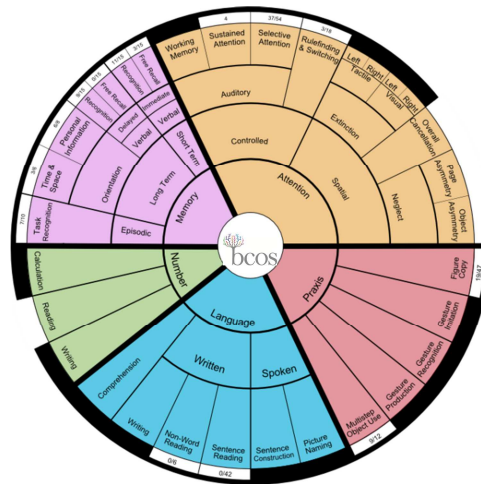 4
37/54
3/18
Working
Memory
Sustained
Attention
Selective
Attention
Rulefinding
& Switching
Left
Right
Tactile
Left
Right
Visual
Overall
Cancellation
Page
Asymmetry
Object
Asymmetry
Auditory
Extinction
Neglect
Controlled
Spatial
Attention
3/15
Free Recall
11/15
Recognition
0/15
Free Recall
9/15
Recognition
Immediate
Verbal
Short Term
Delayed
Verbal
Long Term
Memory
Personal
Information
Time &
Space
Orientation
7/10
Task
Recognition
Episodic
bcos
Number
Calculation
Reading
Writing
Language
Written
Spoken
Comprehension
Writing
Non-Word
Reading
0/6
Sentence
Reading
0/42
Sentence
Construction
Picture
Naming
Praxis
Figure
Copy
19/47
Gesture
Imitation
Gesture
Recognition
Gesture
Production
Multistep
Object Use
9/12